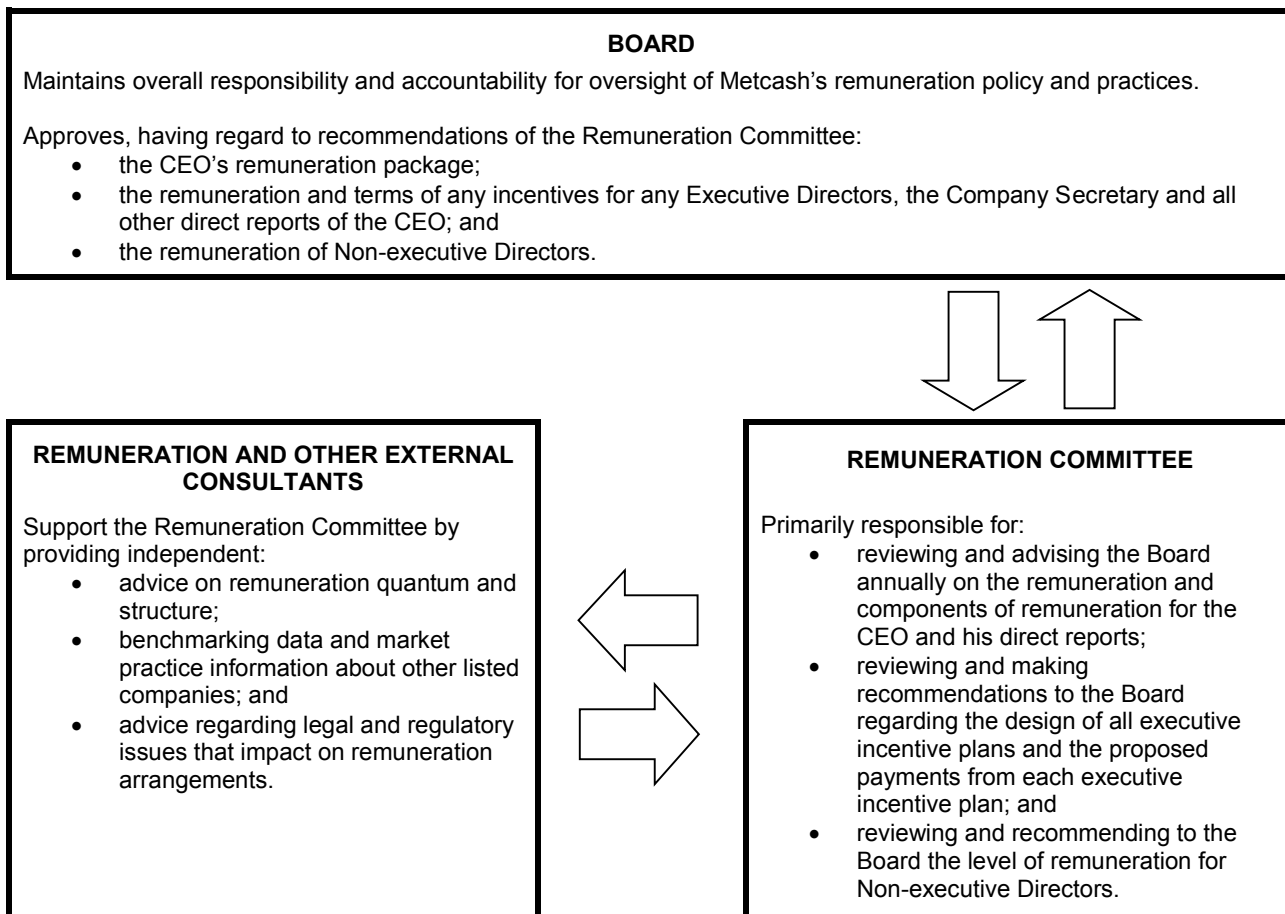 BOARD
Maintains overall responsibility and accountability for oversight of Metcash’s remuneration policy and practices.
Approves, having regard to recommendations of the Remuneration Committee:
• the CEO’s remuneration package;
• the remuneration and terms of any incentives for any Executive Directors, the Company Secretary and all
other direct reports of the CEO; and
• the remuneration of Non-executive Directors.
REMUNERATION AND OTHER EXTERNAL
CONSULTANTS
Support the Remuneration Committee by
providing independent:
• advice on remuneration quantum and
structure;
• benchmarking data and market
practice information about other listed
companies; and
• advice regarding legal and regulatory
issues that impact on remuneration
arrangements.
REMUNERATION COMMITTEE
Primarily responsible for:
• reviewing and advising the Board
annually on the remuneration and
components of remuneration for the
CEO and his direct reports;
• reviewing and making
recommendations to the Board
regarding the design of all executive
incentive plans and the proposed
payments from each executive
incentive plan; and
• reviewing and recommending to the
Board the level of remuneration for
Non-executive Directors.